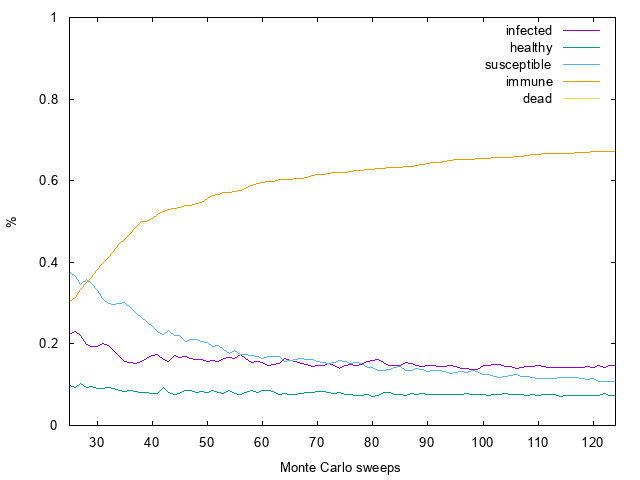 1
0.8
0.6
0.4
0.2
0
%
infected
healthy
susceptible
immune
dead
30 40 50 60 70 80 90 100 110 120
Monte Carlo sweeps